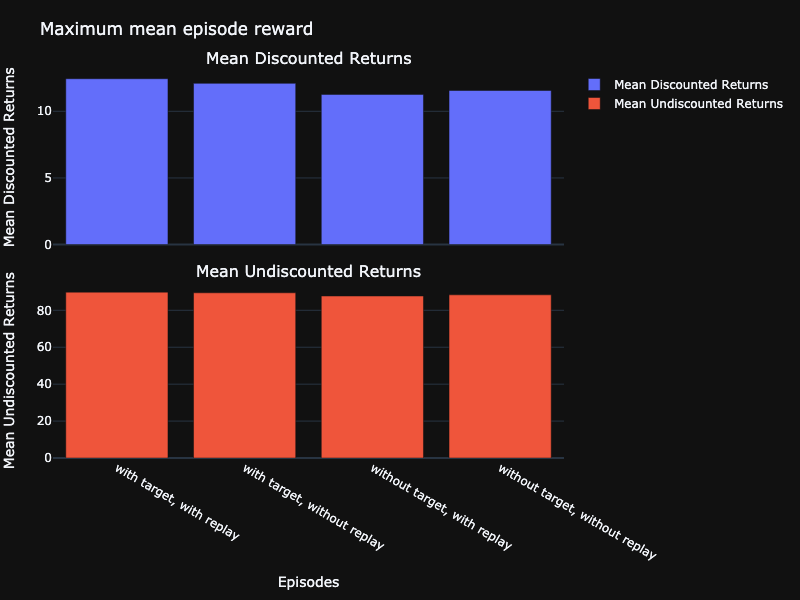 Maximum mean episode reward
Mean Discounted Returns
Mean Discounted Returns
10
5
0
Mean Discounted Returns
Mean Undiscounted Returns
Mean Undiscounted Returns
Mean Undiscounted Returns
80
60
40
20
0
with target, with replay
with target, without replay
without target, with replay
without target, without replay
Episodes